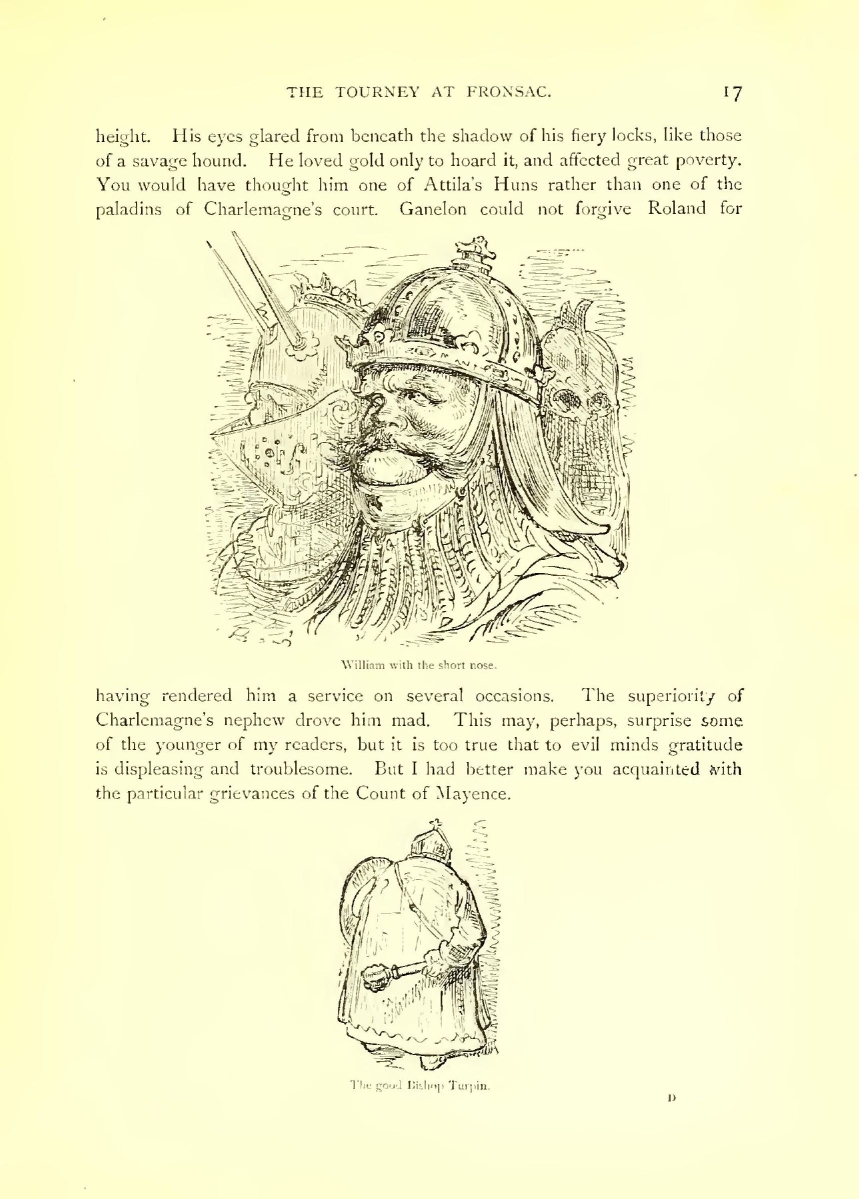 THE TOURNEY AT FRONSAC. 17
height. His eyes glared from beneath the shadow of his fiery locks, like those
of a savage hound. He loved gold only to hoard it, and affected great poverty.
You would have thought him one of Attila's Huns rather than one of the
paladins of Charlemagne's court. Ganelon could not forgive Roland for
William with the short nose.
having rendered him a service on several occasions. The superiority of
Charlemagne's nephew drove him mad. This may, perhaps, surprise some
of the younger of my readers, but it is too true that to evil minds gratitude
is displeasing and troublesome. But I had better make you acquainted with
the particular grievances of the Count of Mayence.
The good Bishop Turpin.
D